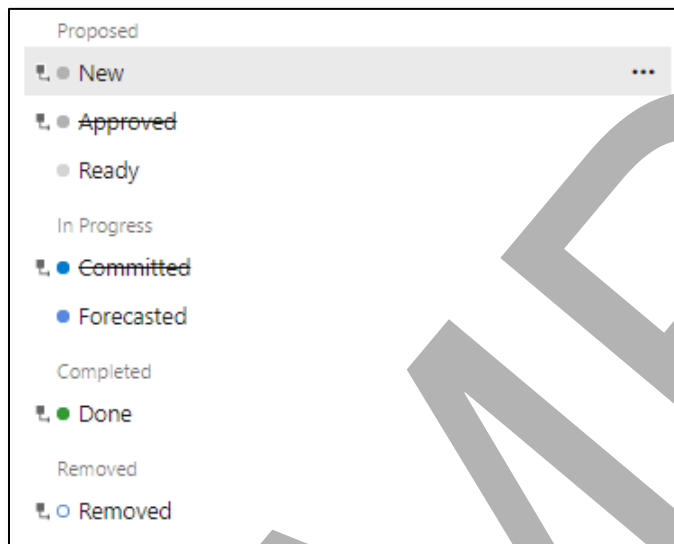 Proposed
New
Approved
Ready
In Progress
Committed
Forecasted
Completed
Done
Removed
Removed